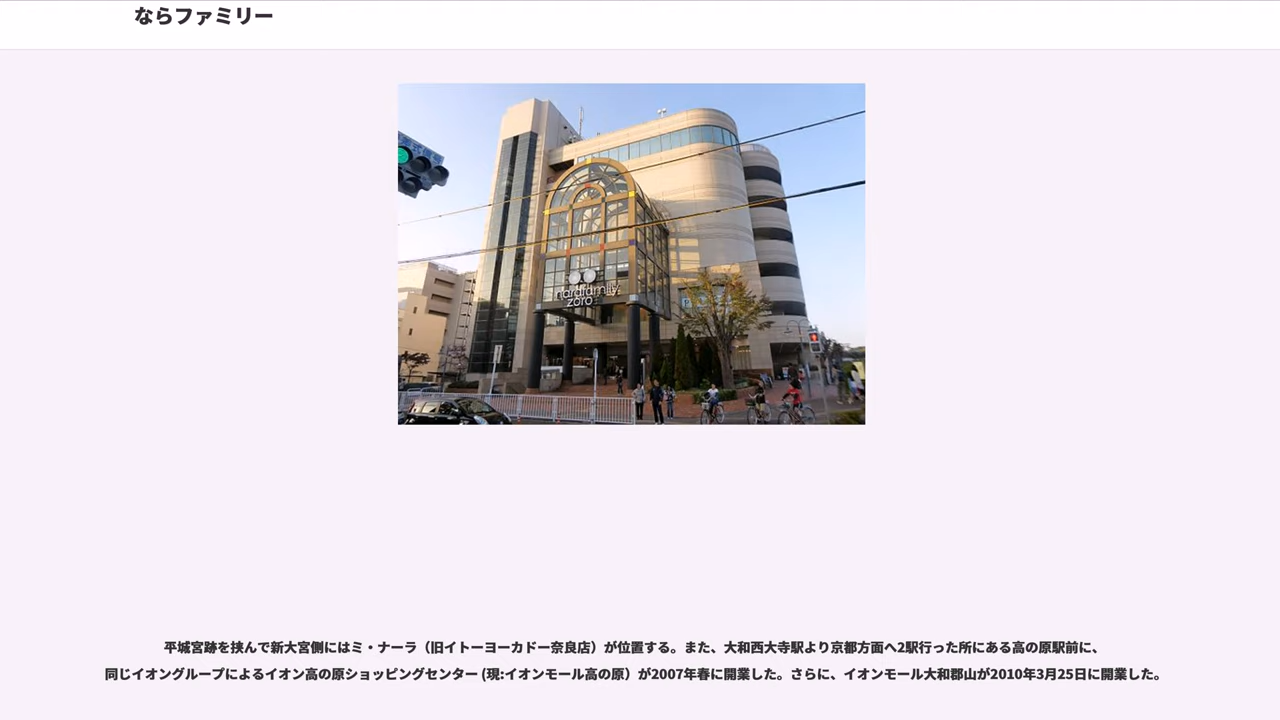 ならファミリー
narafamily
zoro
平城宮跡を挟んで新大宮側にはミ・ナーラ（旧イトーヨーカドー奈良店）が位置する。また、大和西大寺駅より京都方面へ2駅行った所にある高の原駅前に、
同じイオングループによるイオン高の原ショッピングセンター (現:イオンモール高の原）が2007年春に開業した。さらに、イオンモール大和郡山が2010年3月25日に開業した。